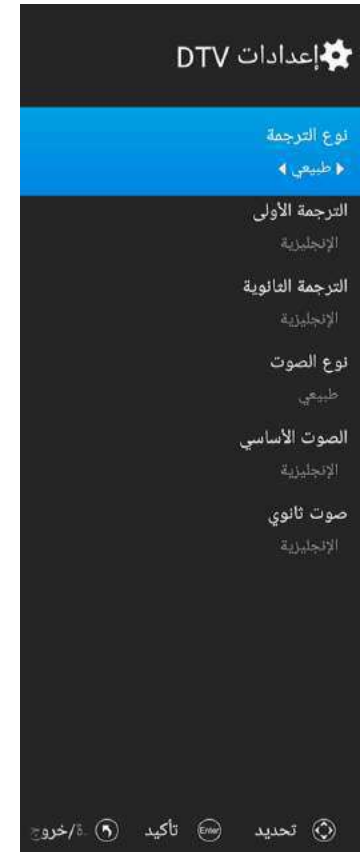 إعدادات DTV
نوع الترجمة
طبيعي
الترجمة الأولى
الإنجليزية
الترجمة الثانوية
الإنجليزية
نوع الصوت
طبيعي
الصوت الأساسي
الإنجليزية
صوت ثانوي
الإنجليزية
تحديد Enter تأكيد ة/خروج